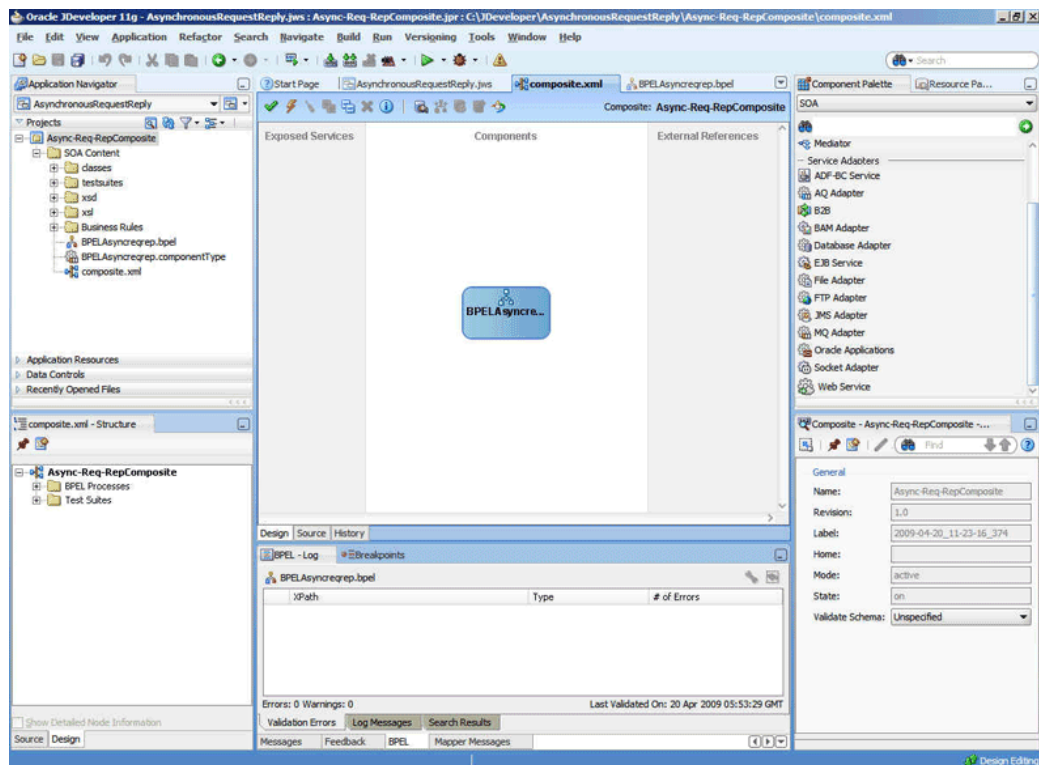 Oracle JDeveloper 11g - AsynchronousRequestReply.jws : Async-Req-RepComposite.jpr : C:\JDeveloper\AsynchronousRequestReply\Async-Req-RepComposite\composite.xml
File Edit View Application Refactor Search Navigate Build Run Versioning Tools Window Help
Search
Application Navigator
AsynchronousRequestReply
Projects
Async-Req-RepComposite
SOA Content
classes
testsuites
xsd
xsl
Business Rules
BPELAsyncreqrep.bpel
BPELAsyncreqrep.componentType
composite.xml
Application Resources
Data Controls
Recently Opened Files
composite.xml - Structure
Async-Req-RepComposite
BPEL Processes
Test Suites
Show Detailed Node Information
Source Design
Start Page AsynchronousRequestReply.jws composite.xml BPELAsyncreqrep.bpel
Composite: Async-Req-RepComposite
Exposed Services Components External References
BPELAsyncre...
Design Source History
BPEL - Log Breakpoints
BPELAsyncreqrep.bpel
XPath Type # of Errors
Errors: 0 Warnings: 0 Last Validated On: 20 Apr 2009 05:53:29 GMT
Validation Errors Log Messages Search Results
Messages Feedback BPEL Mapper Messages
Component Palette Resource Pa...
SOA
Mediator
Service Adapters
ADF-BC Service
AQ Adapter
B2B
BAM Adapter
Database Adapter
EJB Service
File Adapter
FTP Adapter
JMS Adapter
MQ Adapter
Oracle Applications
Socket Adapter
Web Service
Composite - Async-Req-RepComposite -...
Find
General
Name: Async-Req-RepComposite
Revision: 1.0
Label: 2009-04-20_11-23-16_374
Home:
Mode: active
State: on
Validate Schema: Unspecified
Design Editing